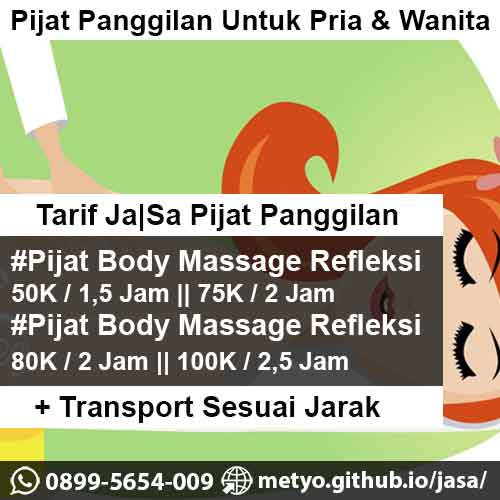 Pijat Panggilan Untuk Pria & Wanita
Tarif Ja|Sa Pijat Panggilan
#Pijat Body Massage Refleksi
50K / 1,5 Jam || 75K / 2 Jam
#Pijat Body Massage Refleksi
80K / 2 Jam || 100K / 2,5 Jam
+ Transport Sesuai Jarak
0899-5654-009 metyo.github.io/jasa/